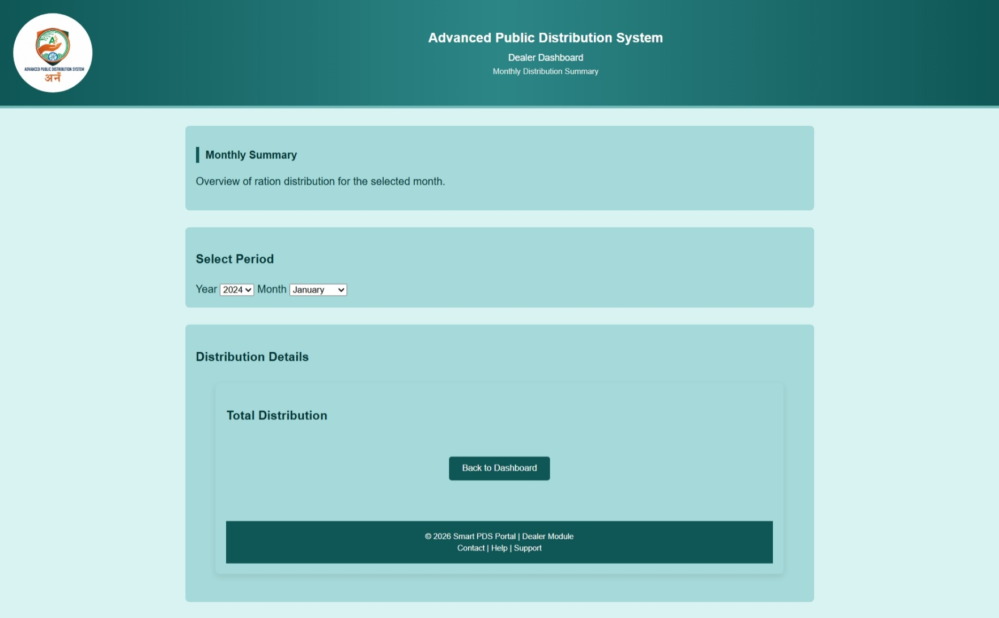 ADVANCED PUBLIC DISTRIBUTION SYSTEM
अनँ
Advanced Public Distribution System
Dealer Dashboard
Monthly Distribution Summary
Monthly Summary
Overview of ration distribution for the selected month.
Select Period
Year 2024 Month January
Distribution Details
Total Distribution
Back to Dashboard
© 2026 Smart PDS Portal | Dealer Module
Contact | Help | Support